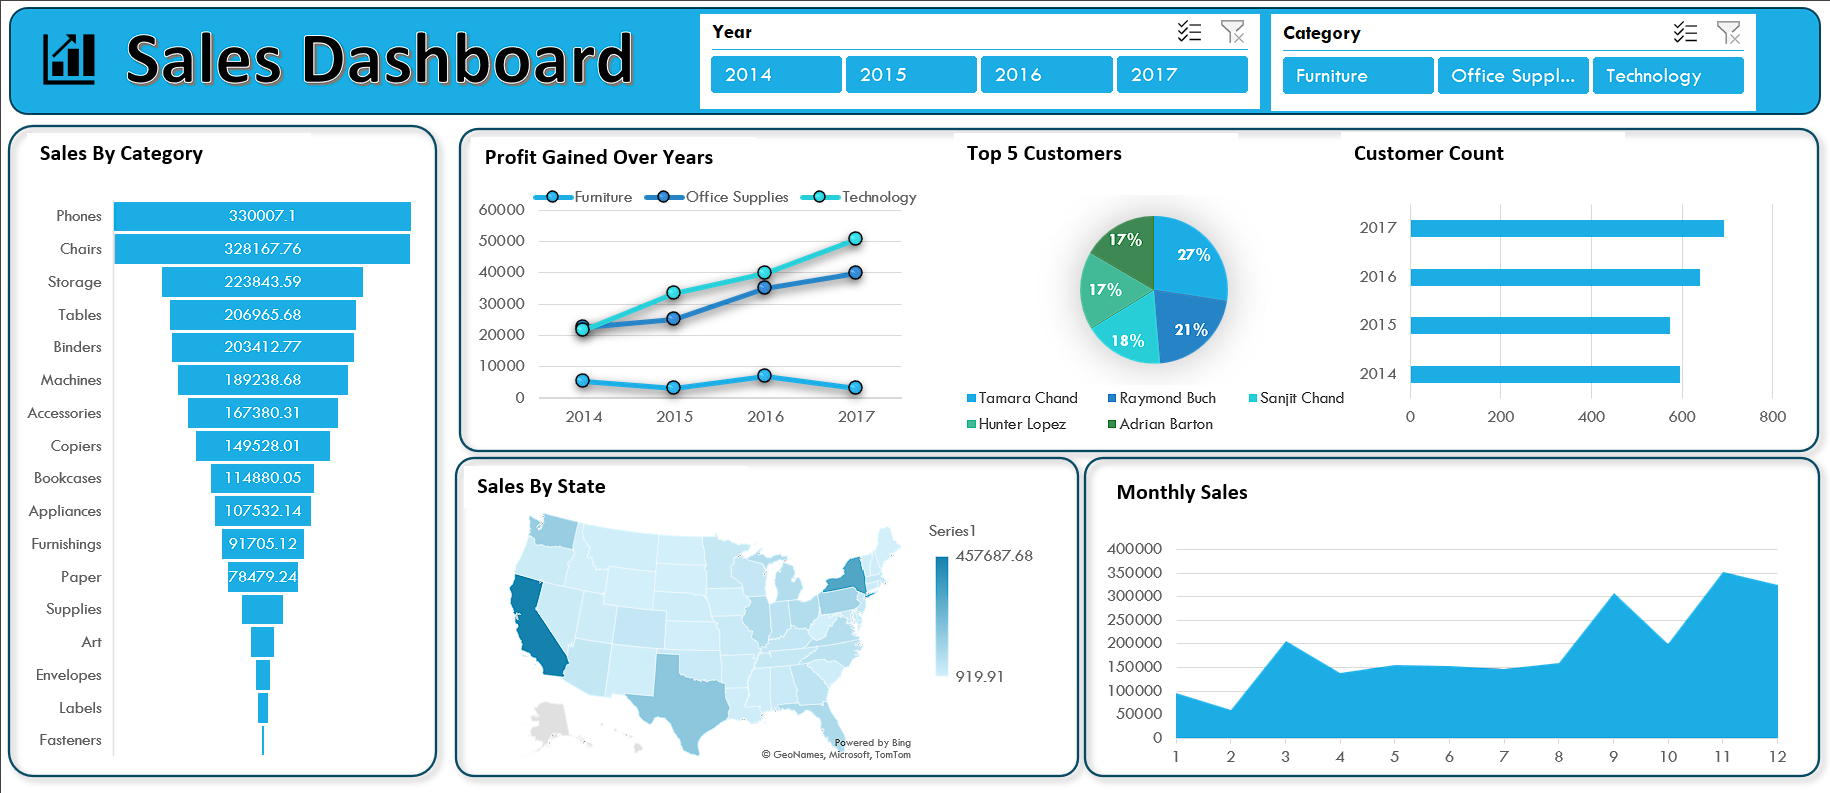 Sales Dashboard
Year
2014 2015 2016 2017
Category
Furniture Office Suppl... Technology
Sales By Category
Phones 330007.1
Chairs 328167.76
Storage 223843.59
Tables 206965.68
Binders 203412.77
Machines 189238.68
Accessories 167380.31
Copiers 149528.01
Bookcases 114880.05
Appliances 107532.14
Furnishings 91705.12
Paper 78479.24
Supplies
Art
Envelopes
Labels
Fasteners
Profit Gained Over Years
Furniture Office Supplies Technology
60000
50000
40000
30000
20000
10000
0
2014 2015 2016 2017
Top 5 Customers
17% 27%
17%
18% 21%
Tamara Chand Raymond Buch Sanjit Chand
Hunter Lopez Adrian Barton
Customer Count
2017
2016
2015
2014
0 200 400 600 800
Sales By State
Series1
457687.68
919.91
Powered by Bing
© GeoNames, Microsoft, TomTom
Monthly Sales
400000
350000
300000
250000
200000
150000
100000
50000
0
1 2 3 4 5 6 7 8 9 10 11 12